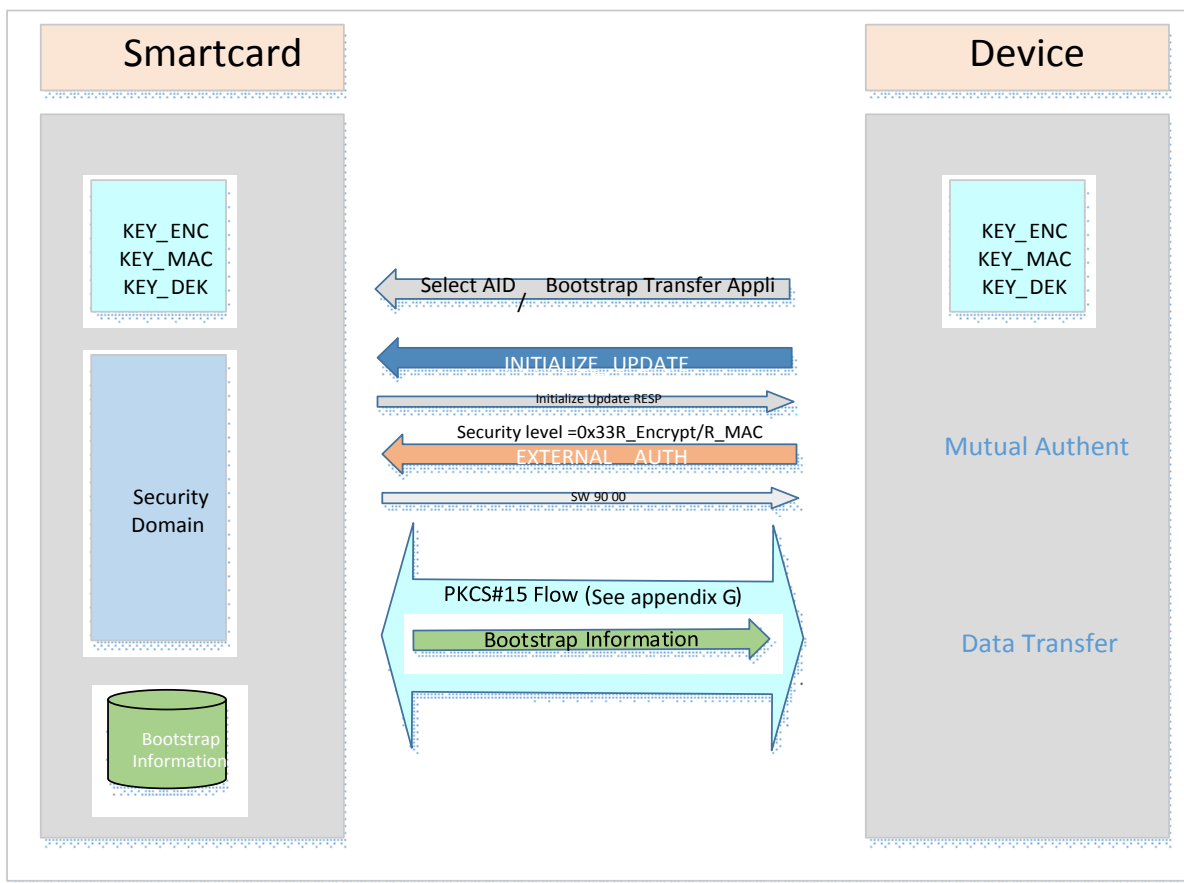 Smartcard
Device
KEY_ENC
KEY_MAC
KEY_DEK
KEY_ENC
KEY_MAC
KEY_DEK
Select AID / Bootstrap Transfer Appli
INITIALIZE_UPDATE
Initialize Update RESP
Security level =0x33R_Encrypt/R_MAC
EXTERNAL_AUTH
Mutual Authent
SW 90 00
Security
Domain
PKCS#15 Flow (See appendix G)
Bootstrap Information
Data Transfer
Bootstrap
Information